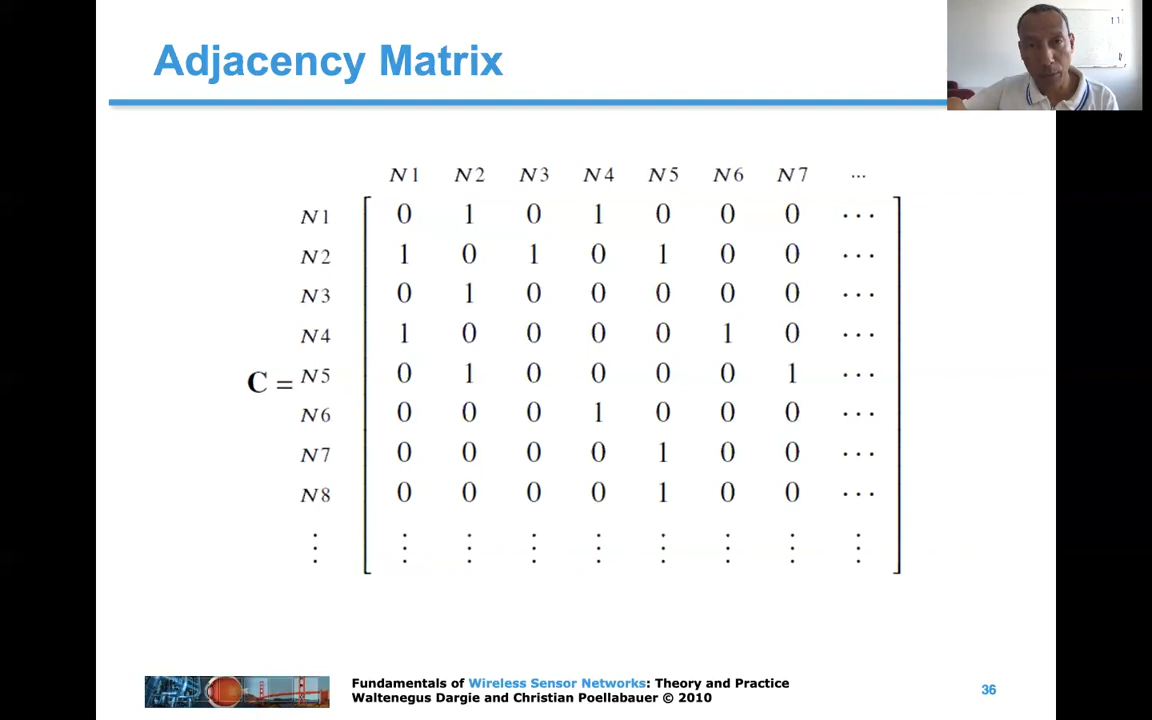 Adjacency Matrix
N1 N2 N3 N4 N5 N6 N7 ...
N1 0 1 0 1 0 0 0 ···
N2 1 0 1 0 1 0 0 ···
N3 0 1 0 0 0 0 0 ···
N4 1 0 0 0 0 1 0 ···
C = N5 0 1 0 0 0 0 1 ···
N6 0 0 0 1 0 0 0 ···
N7 0 0 0 0 1 0 0 ···
N8 0 0 0 0 1 0 0 ···
⋮ ⋮ ⋮ ⋮ ⋮ ⋮ ⋮ ⋮ ⋮
Fundamentals of Wireless Sensor Networks: Theory and Practice
Waltenegus Dargie and Christian Poellabauer © 2010
36